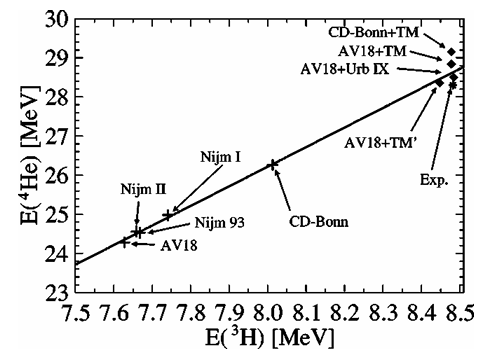 30
29
28
27
26
25
24
23
E(⁴He) [MeV]
CD-Bonn+TM
AV18+TM
AV18+Urb IX
AV18+TM'
Exp.
Nijm I
Nijm II
Nijm 93
CD-Bonn
AV18
7.5 7.6 7.7 7.8 7.9 8.0 8.1 8.2 8.3 8.4 8.5
E(³H) [MeV]